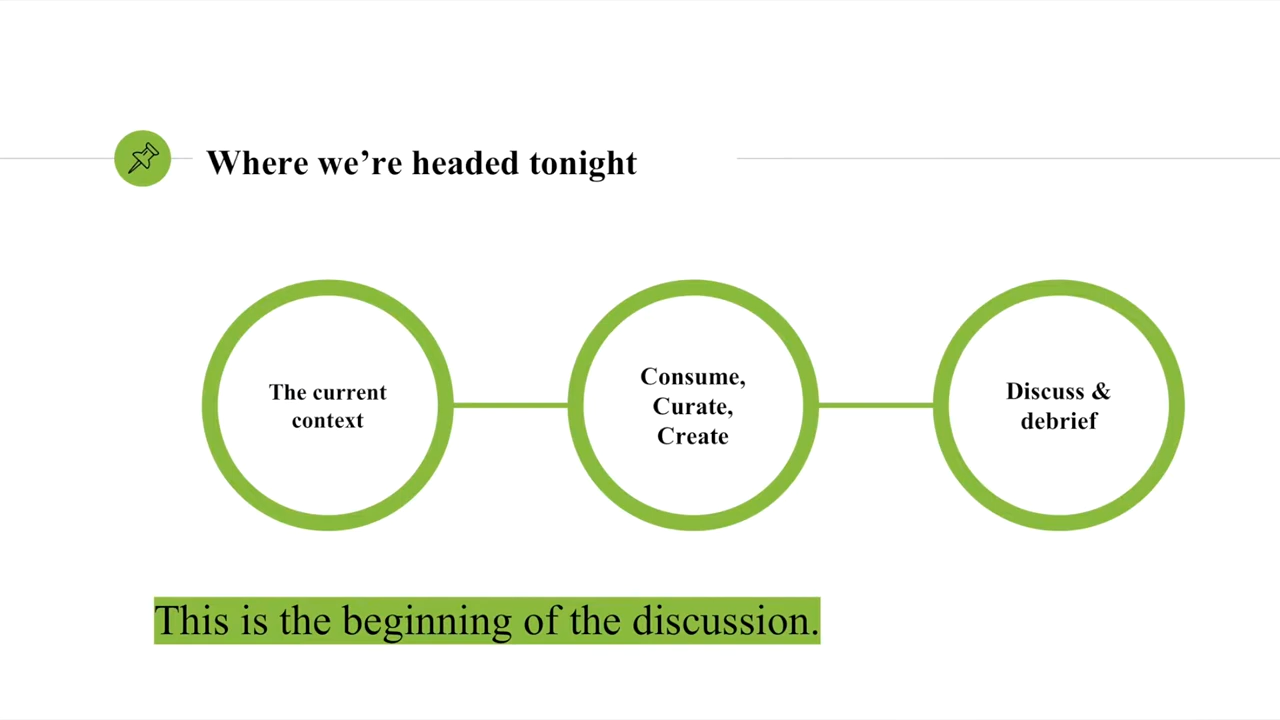 Where we’re headed tonight
The current
context
Consume,
Curate,
Create
Discuss &
debrief
This is the beginning of the discussion.